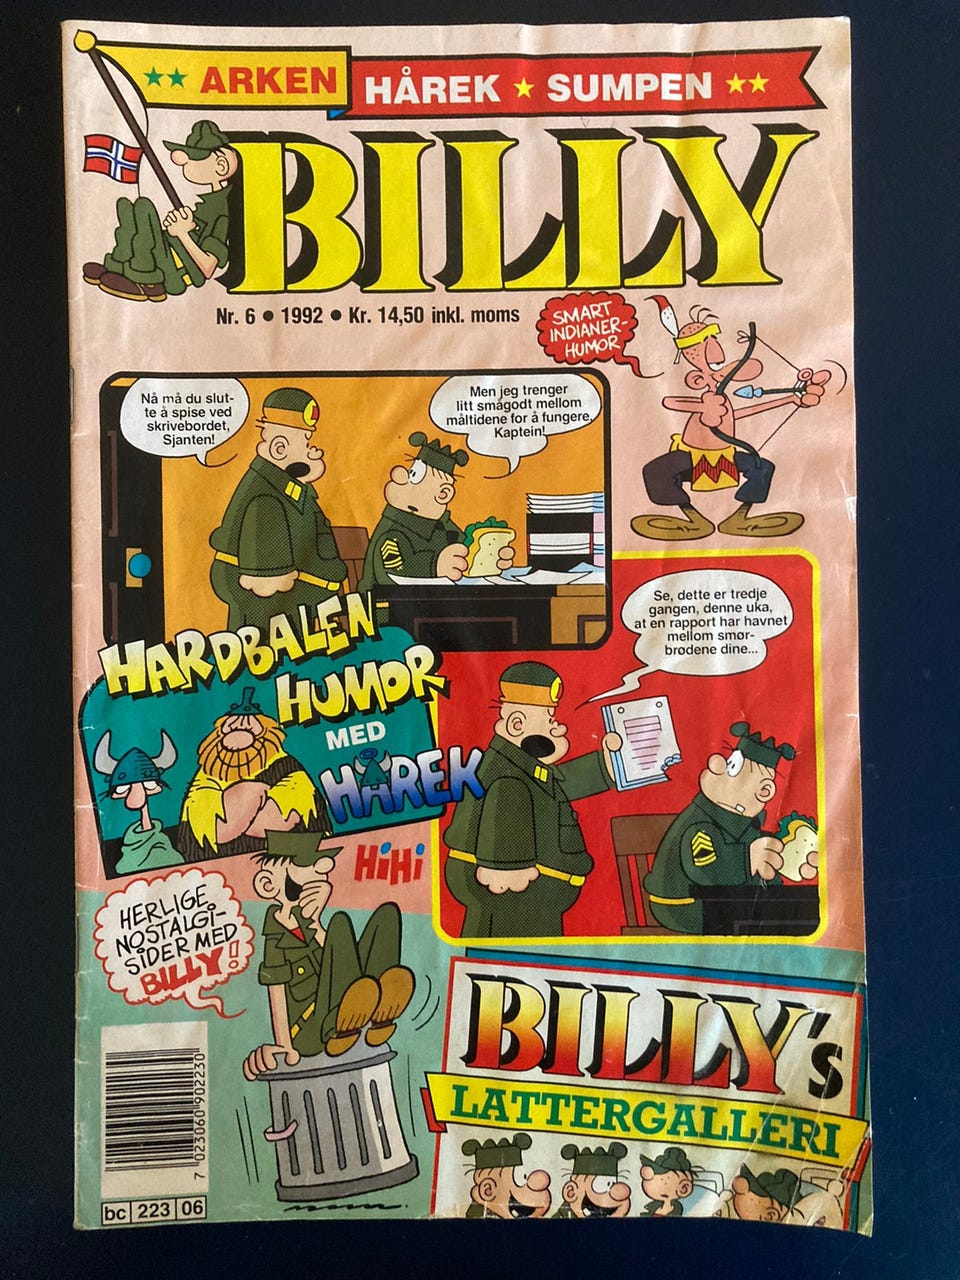 ARKEN HÅREK SUMPEN
BILLY
Nr. 6 • 1992 • Kr. 14,50 inkl. moms
SMART
INDIANER-
HUMOR
Nå må du slut-
te å spise ved
skrivebordet,
Sjanten!
Men jeg trenger
litt smågodt mellom
måltidene for å fungere,
Kaptein!
Se, dette er tredje
gangen, denne uka,
at en rapport har havnet
mellom smør-
brødene dine...
HARDBALEN
HUMOR
MED
HÅREK
HiHi
HERLIGE
NOSTALGI-
SIDER MED
BILLY!
BILLY's
LATTERGALLERI
7 023060 902230
bc 223 06